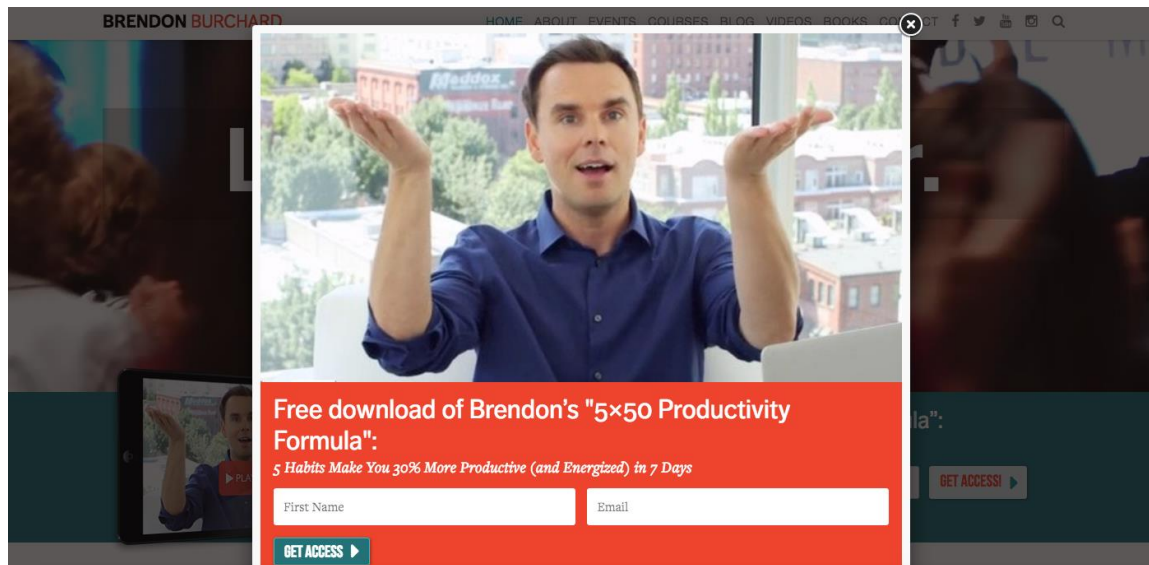 BRENDON BURCHARD
HOME ABOUT EVENTS COURSES BLOG VIDEOS BOOKS
Maddox
Free download of Brendon's "5×50 Productivity
Formula":
5 Habits Make You 30% More Productive (and Energized) in 7 Days
First Name
Email
GET ACCESS
GET ACCESS!